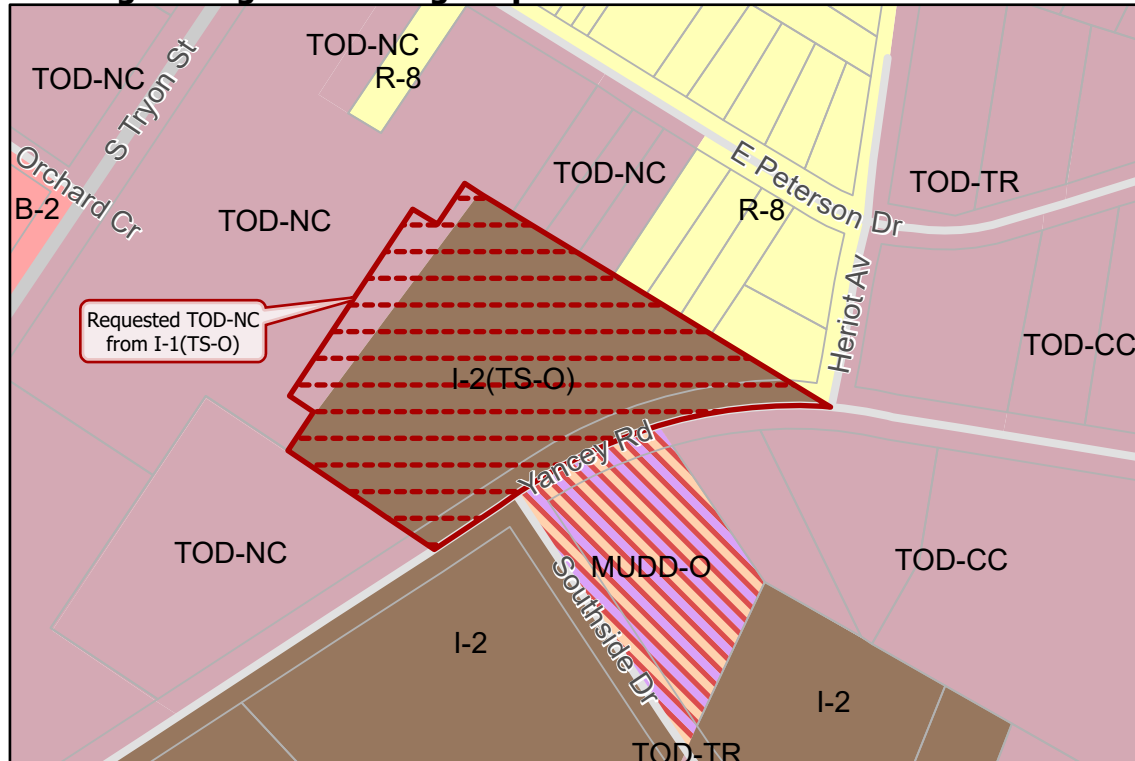 TOD-NC
TOD-NC
R-8
S Tryon St
Orchard Cr
B-2
TOD-NC
TOD-NC
E Peterson Dr
R-8
TOD-TR
Heriot Av
TOD-CC
Requested TOD-NC
from I-1(TS-O)
I-2(TS-O)
Yancey Rd
TOD-NC
MUDD-O
TOD-CC
Southside Dr
I-2
I-2
TOD-TR